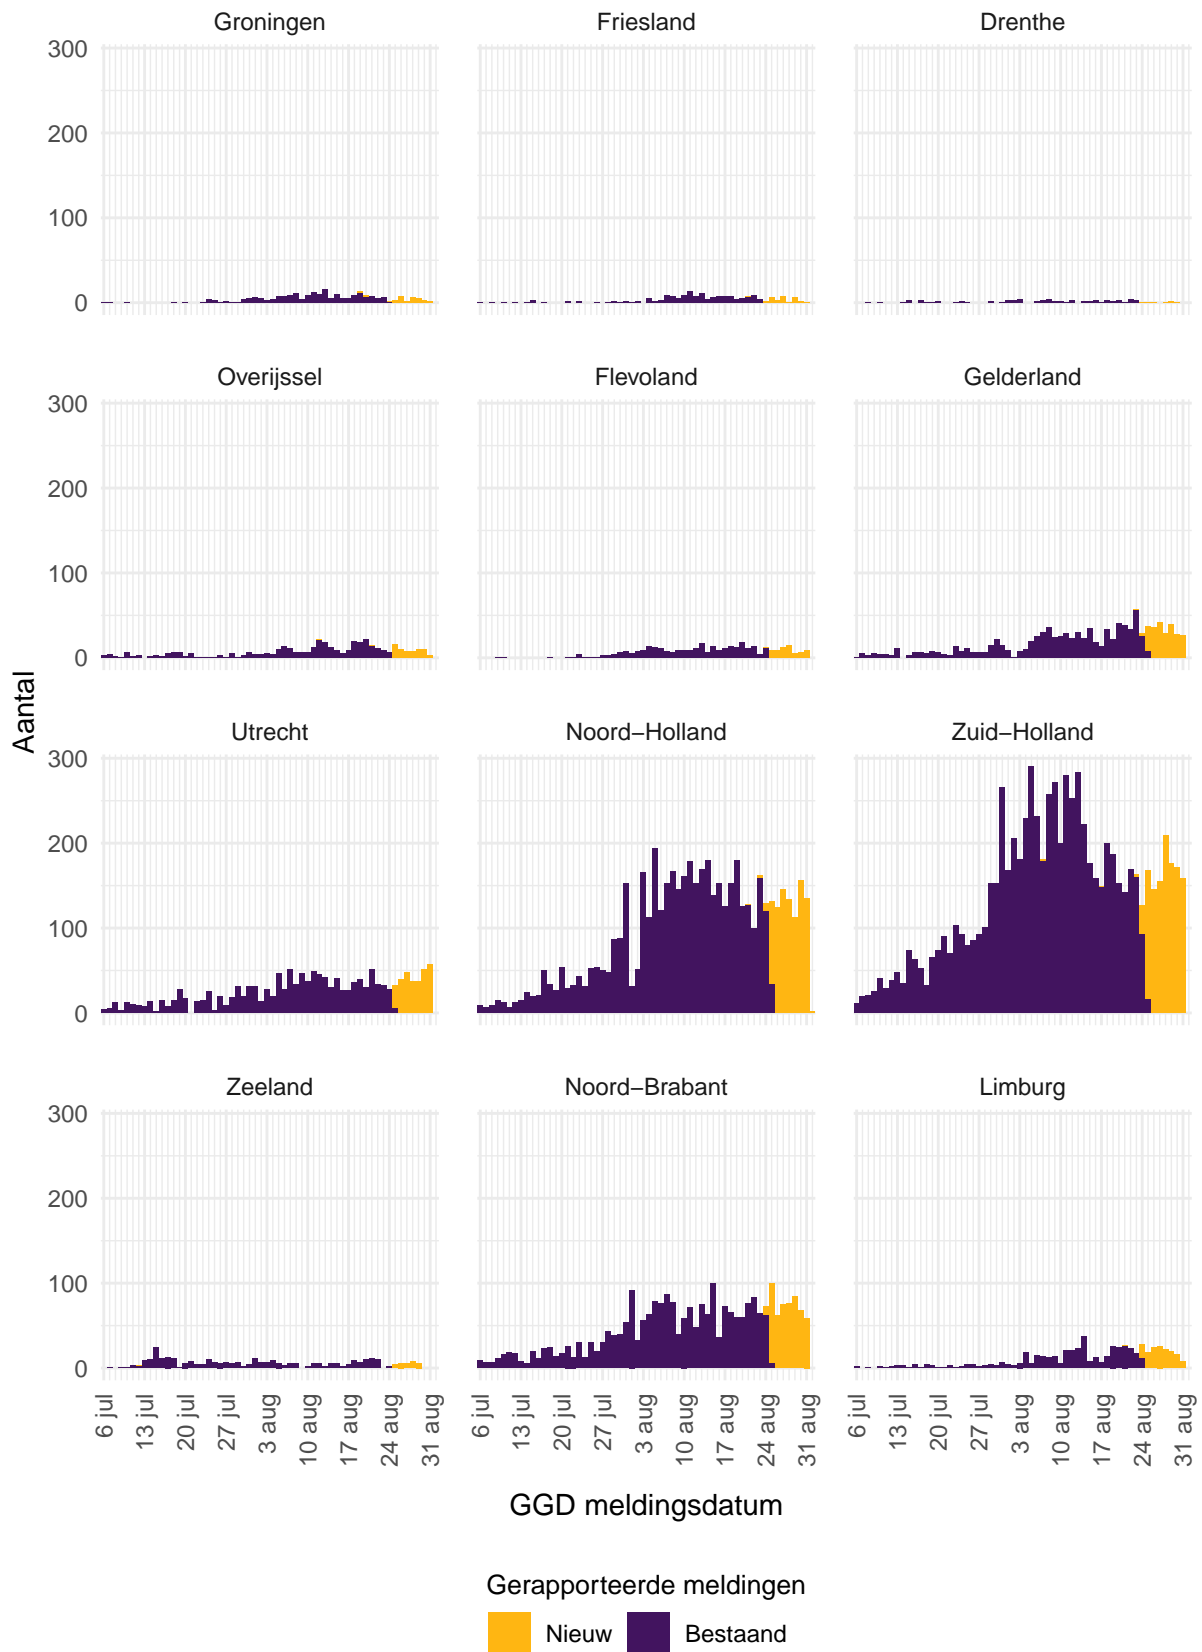 Groningen Friesland Drenthe
300
200
100
0
Overijssel Flevoland Gelderland
300
200
100
0
Aantal
Utrecht Noord−Holland Zuid−Holland
300
200
100
0
Zeeland Noord−Brabant Limburg
300
200
100
0
6 jul 13 jul 20 jul 27 jul 3 aug 10 aug 17 aug 24 aug 31 aug 6 jul 13 jul 20 jul 27 jul 3 aug 10 aug 17 aug 24 aug 31 aug 6 jul 13 jul 20 jul 27 jul 3 aug 10 aug 17 aug 24 aug 31 aug
GGD meldingsdatum
Gerapporteerde meldingen
Nieuw Bestaand